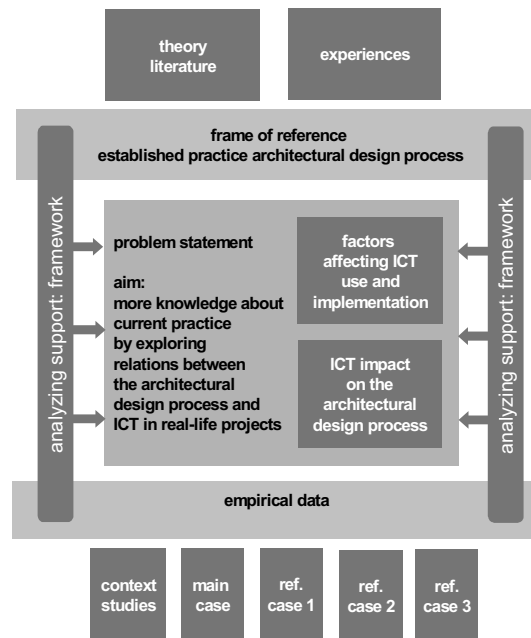 theory
literature
experiences
frame of reference
established practice architectural design process
analyzing support: framework
problem statement
aim:
more knowledge about
current practice
by exploring
relations between
the architectural
design process and
ICT in real-life projects
factors
affecting ICT
use and
implementation
ICT impact
on the
architectural
design process
analyzing support: framework
empirical data
context
studies
main
case
ref.
case 1
ref.
case 2
ref.
case 3